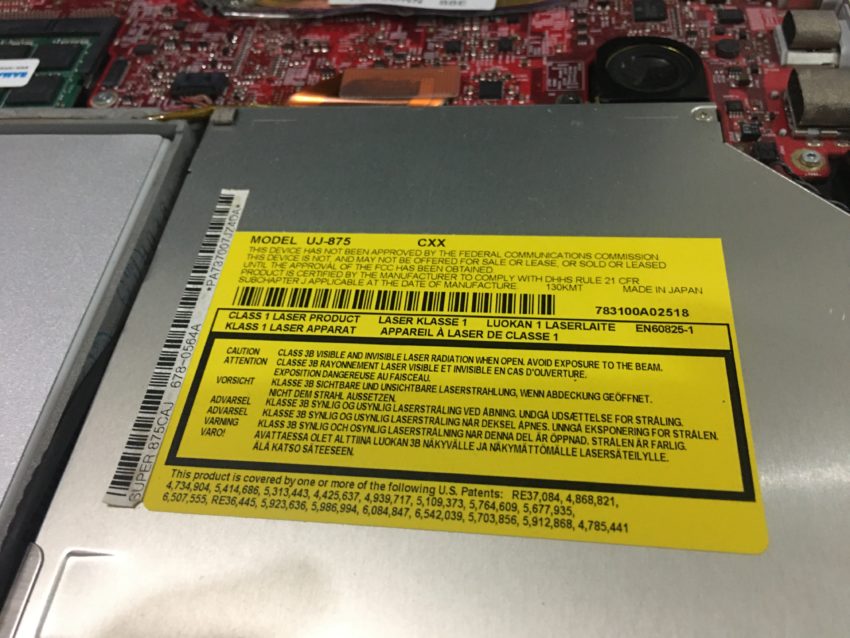 MODEL UJ-875 CXX
THIS DEVICE HAS NOT BEEN APPROVED BY THE FEDERAL COMMUNICATIONS COMMISSION.
THIS DEVICE IS NOT, AND MAY NOT BE OFFERED FOR SALE OR LEASE, OR SOLD OR LEASED
UNTIL THE APPROVAL OF THE FCC HAS BEEN OBTAINED.
PRODUCT IS CERTIFIED BY THE MANUFACTURER TO COMPLY WITH DHHS RULE 21 CFR
SUBCHAPTER J APPLICABLE AT THE DATE OF MANUFACTURE. 130KMT MADE IN JAPAN
783100A02518
CLASS 1 LASER PRODUCT LASER KLASSE 1 LUOKAN 1 LASERLAITE EN60825-1
KLASS 1 LASER APPARAT APPAREIL À LASER DE CLASSE 1
CAUTION CLASS 3B VISIBLE AND INVISIBLE LASER RADIATION WHEN OPEN. AVOID EXPOSURE TO THE BEAM.
ATTENTION CLASSE 3B RAYONNEMENT LASER VISIBLE ET INVISIBLE EN CAS D'OUVERTURE.
EXPOSITION DANGEREUSE AU FAISCEAU.
VORSICHT KLASSE 3B SICHTBARE UND UNSICHTBARE LASERSTRAHLUNG, WENN ABDECKUNG GEÖFFNET.
NICHT DEM STRAHL AUSSETZEN.
ADVARSEL KLASSE 3B SYNLIG OG USYNLIG LASERSTRÅLING VED ÅBNING. UNDGÅ UDSÆTTELSE FOR STRÅLING.
ADVARSEL KLASSE 3B SYNLIG OG USYNLIG LASERSTRÅLING NÅR DEKSEL ÅPNES. UNNGÅ EKSPONERING FOR STRÅLEN.
VARNING KLASS 3B SYNLIG OCH OSYNLIG LASERSTRÅLNING NÄR DENNA DEL ÄR ÖPPNAD. STRÅLEN ÄR FARLIG.
VARO! AVATTAESSA OLET ALTTIINA LUOKAN 3B NÄKYVÄLLE JA NÄKYMÄTTÖMÄLLE LASERSÄTEILYLLE.
ÄLÄ KATSO SÄTEESEEN.
This product is covered by one or more of the following U.S. Patents: RE37,084, 4,868,821,
4,734,904, 5,414,686, 5,313,443, 4,425,637, 4,939,717, 5,109,373, 5,764,609, 5,677,935,
6,507,555, RE36,445, 5,923,636, 5,986,994, 6,084,847, 6,542,039, 5,703,856, 5,912,868, 4,785,441
SUPER 875CAJ 678-0564A